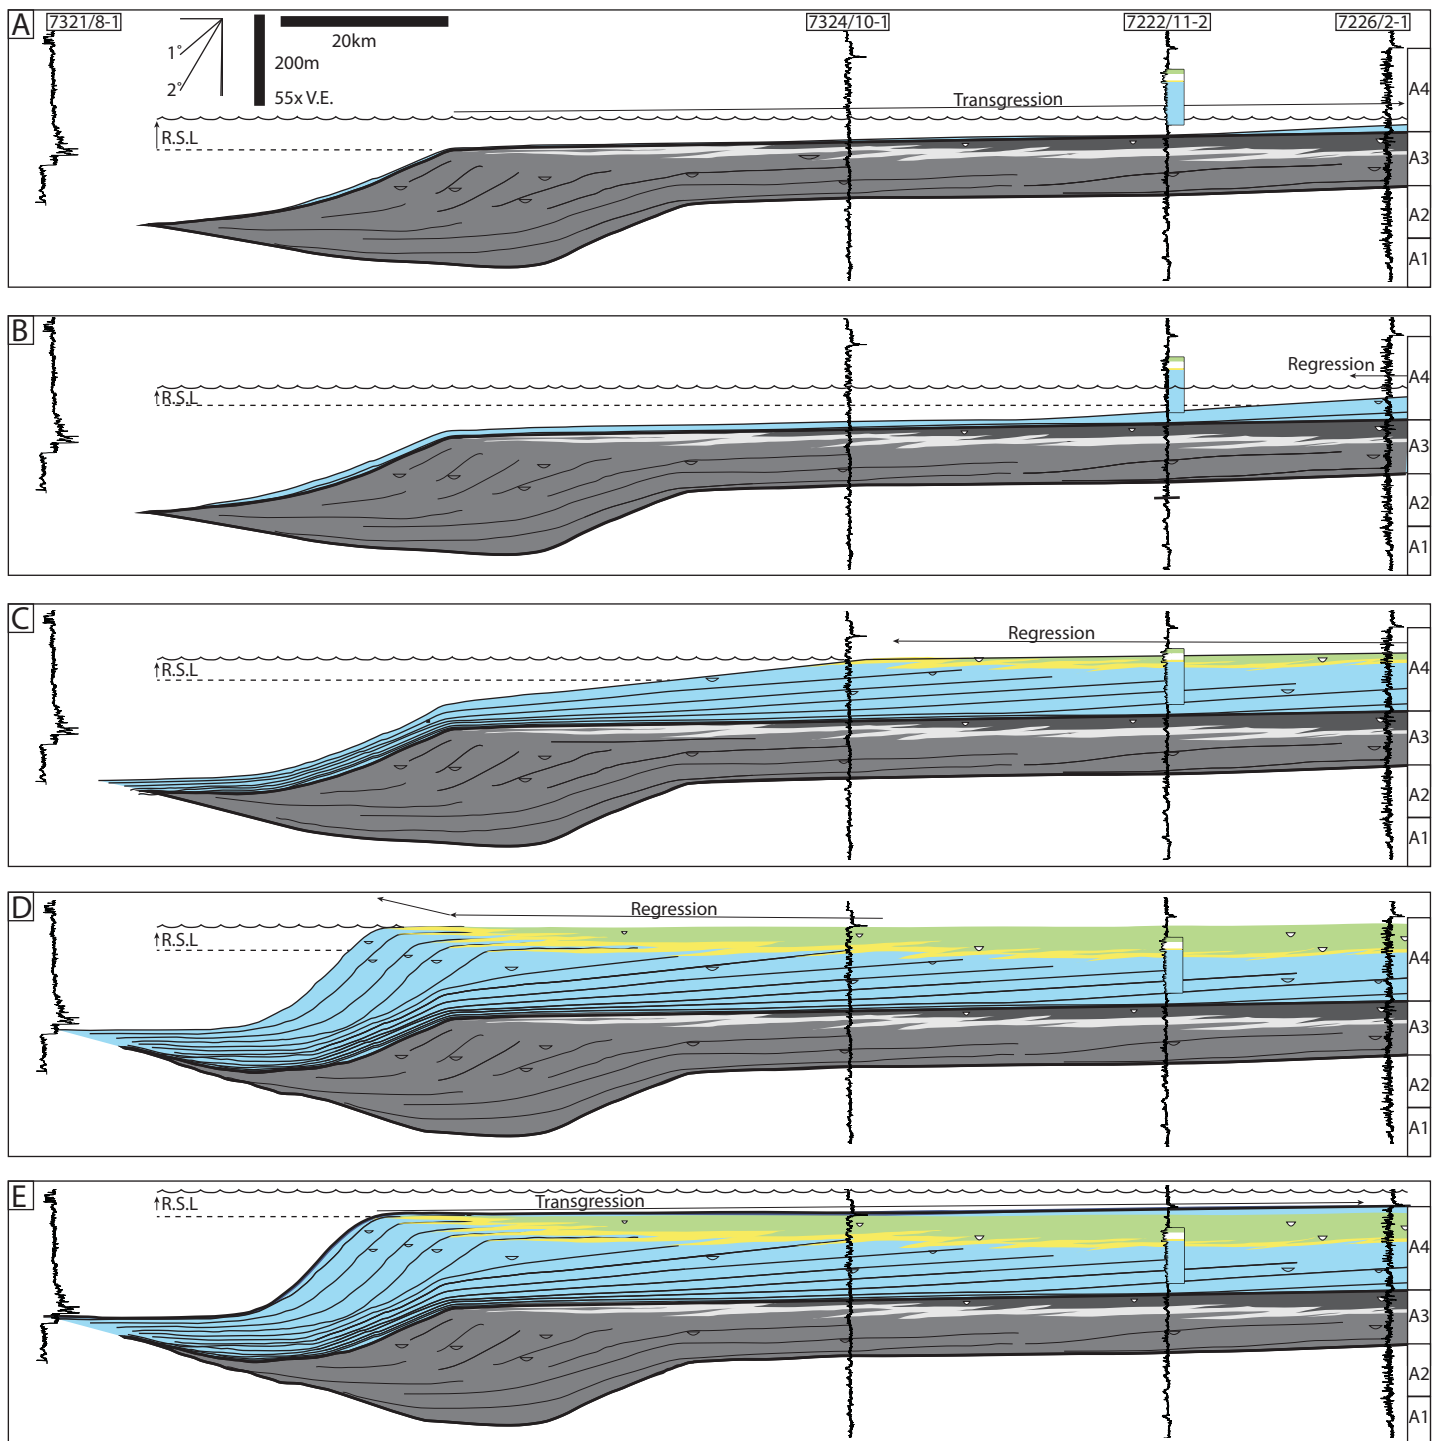 A
7321/8-1
7324/10-1
7222/11-2
7226/2-1
1°
2°
20km
200m
55x V.E.
Transgression
R.S.L
A4
A3
A2
A1
B
Regression
R.S.L
A4
A3
A2
A1
C
Regression
R.S.L
A4
A3
A2
A1
D
Regression
R.S.L
A4
A3
A2
A1
E
Transgression
R.S.L
A4
A3
A2
A1